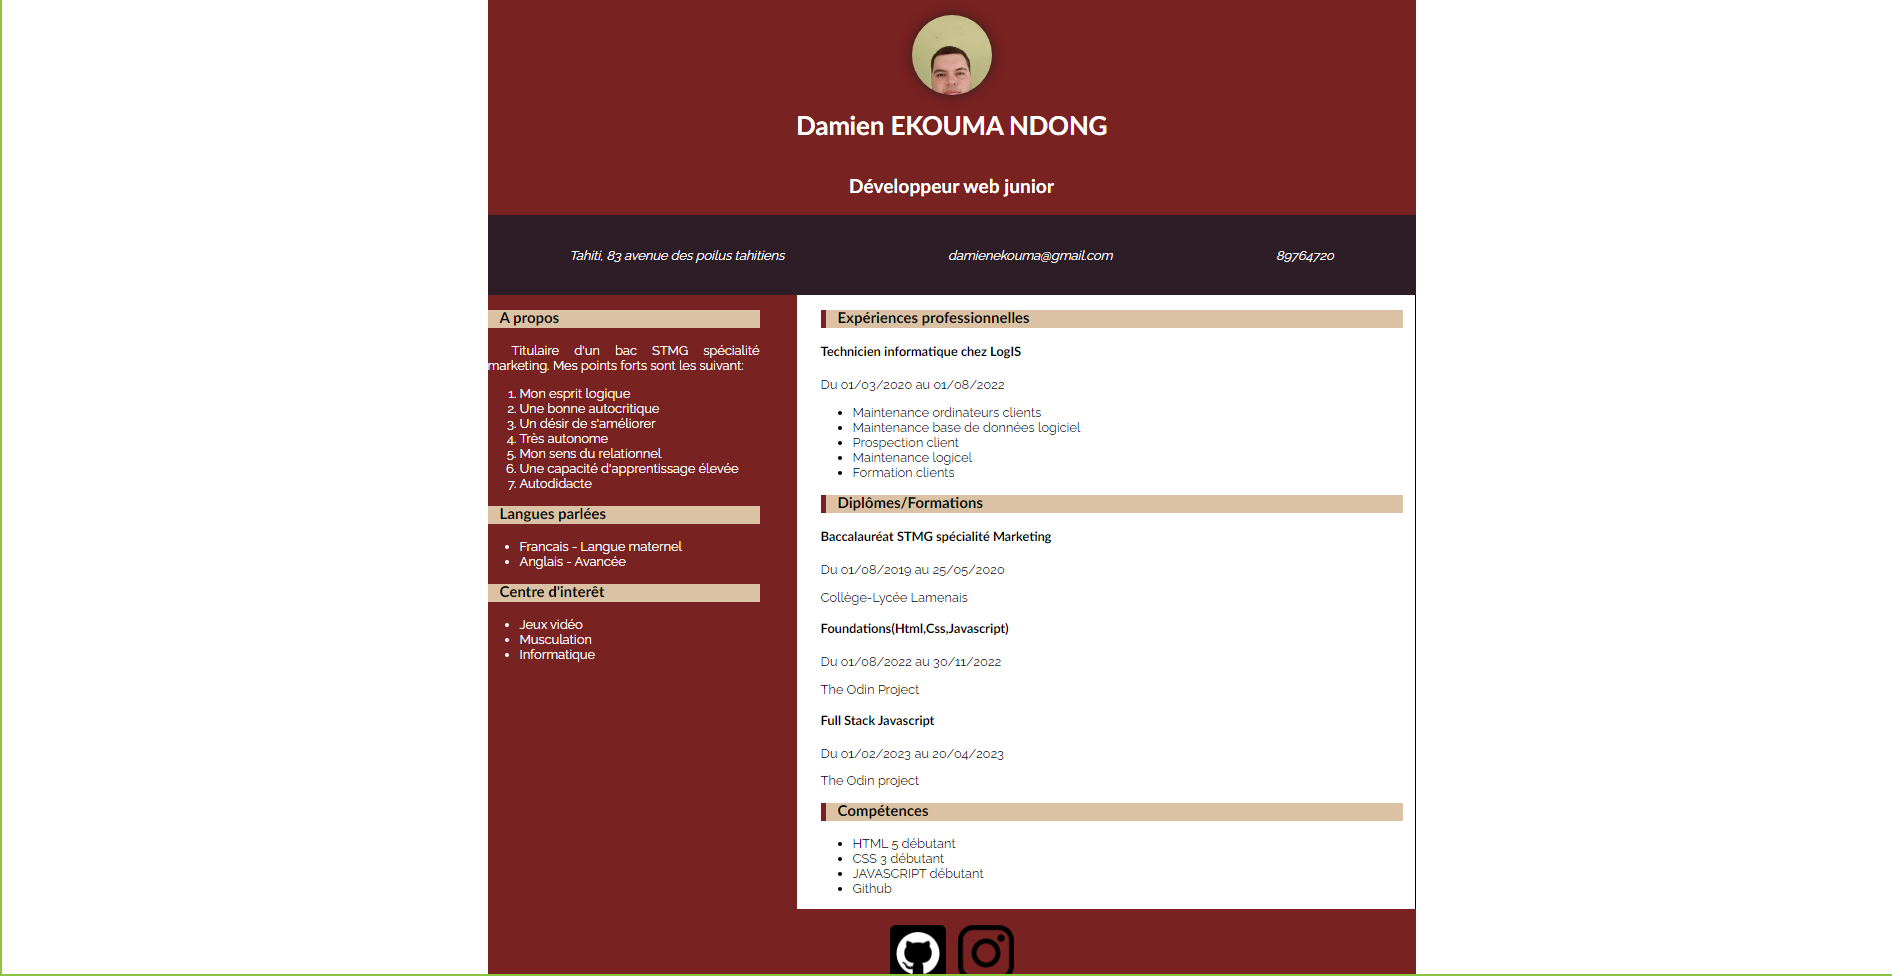 Damien EKOUMA NDONG
Développeur web junior
Tahiti, 83 avenue des poilus tahitiens
damienekouma@gmail.com
89764720
A propos
Titulaire d'un bac STMG spécialité
marketing. Mes points forts sont les suivant:
1. Mon esprit logique
2. Une bonne autocritique
3. Un désir de s'améliorer
4. Très autonome
5. Mon sens du relationnel
6. Une capacité d'apprentissage élevée
7. Autodidacte
Langues parlées
• Francais - Langue maternel
• Anglais - Avancée
Centre d'interêt
• Jeux vidéo
• Musculation
• Informatique
Expériences professionnelles
Technicien informatique chez LogIS
Du 01/03/2020 au 01/08/2022
• Maintenance ordinateurs clients
• Maintenance base de données logiciel
• Prospection client
• Maintenance logicel
• Formation clients
Diplômes/Formations
Baccalauréat STMG spécialité Marketing
Du 01/08/2019 au 25/05/2020
Collège-Lycée Lamenais
Foundations(Html,Css,Javascript)
Du 01/08/2022 au 30/11/2022
The Odin Project
Full Stack Javascript
Du 01/02/2023 au 20/04/2023
The Odin project
Compétences
• HTML 5 débutant
• CSS 3 débutant
• JAVASCRIPT débutant
• Github